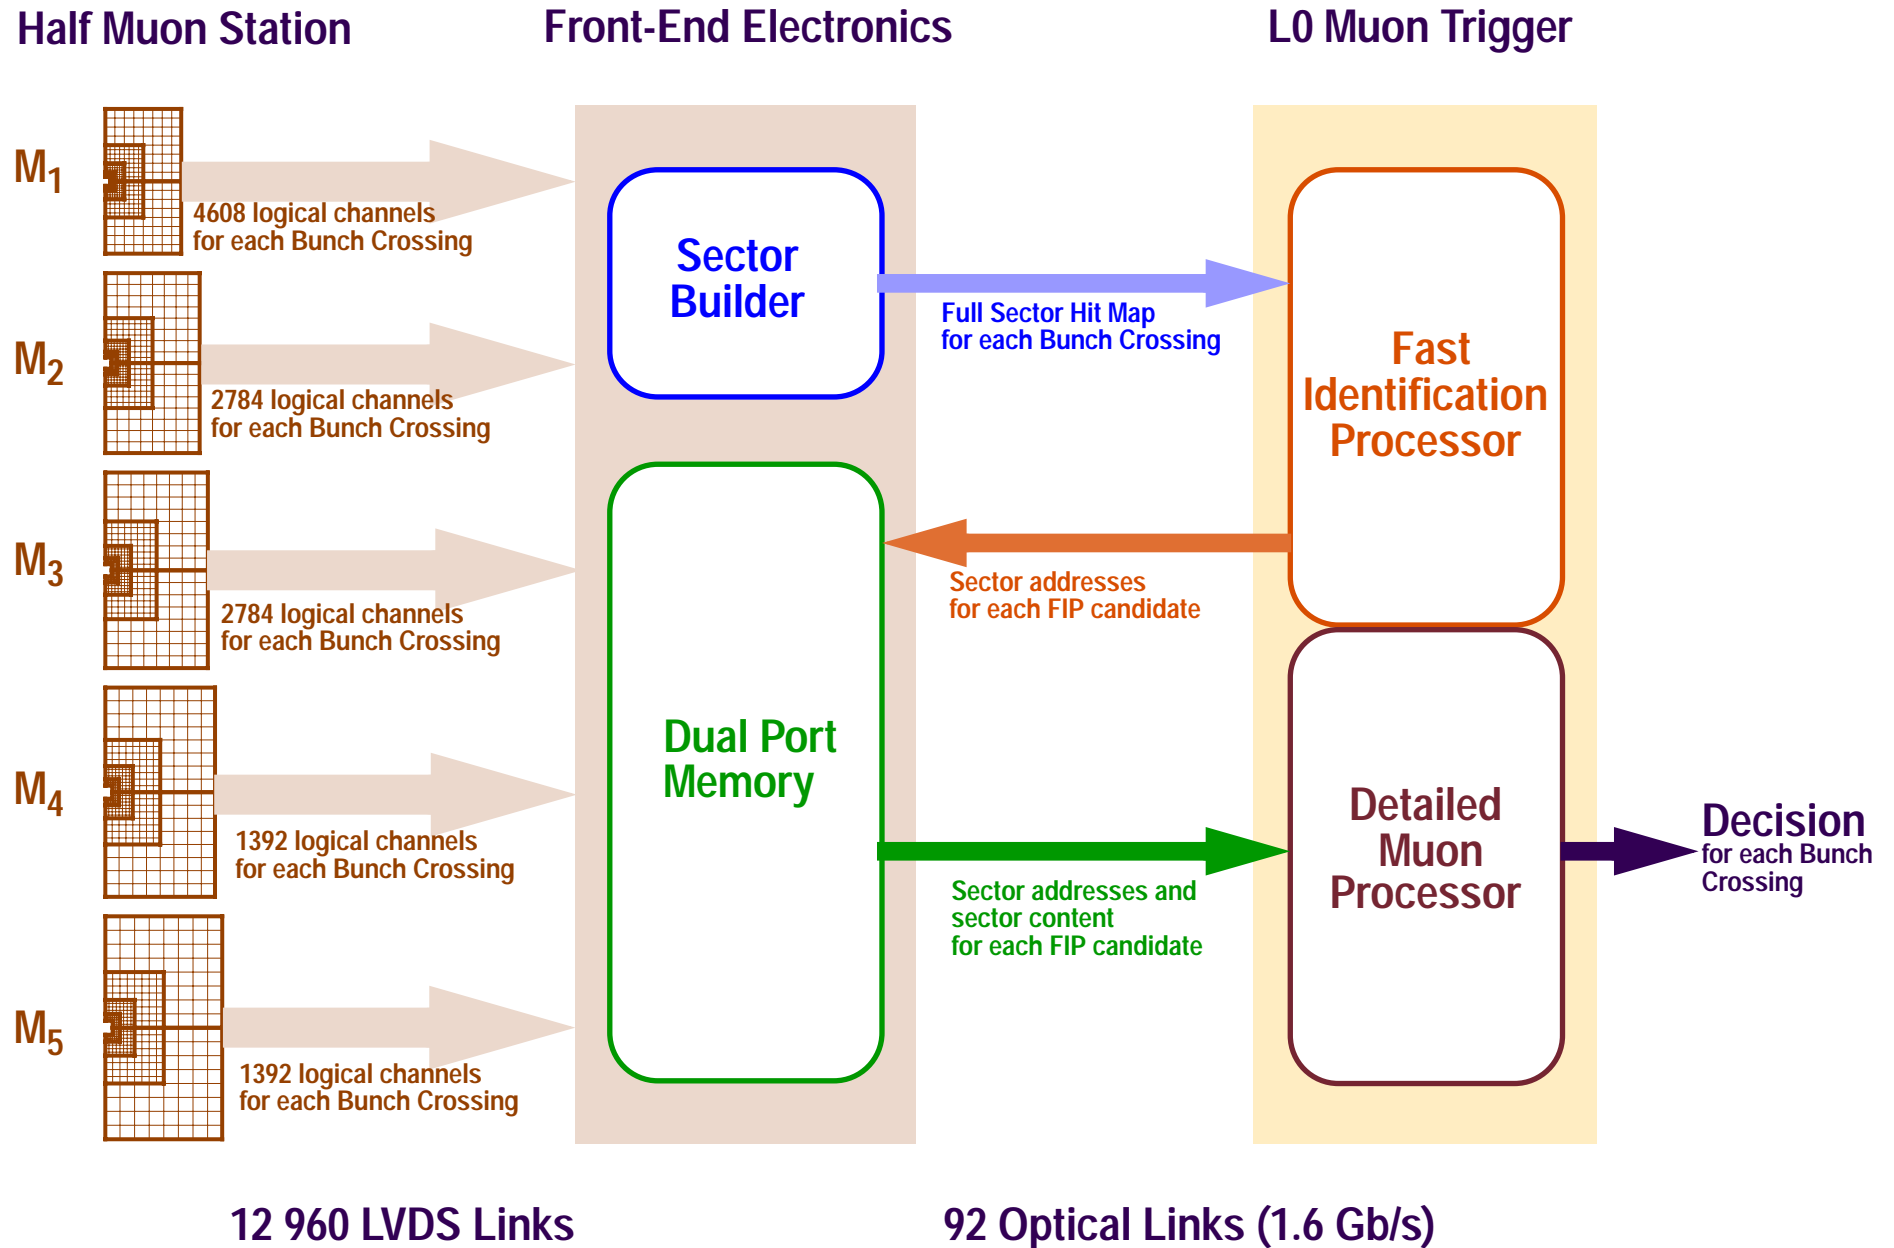 Half Muon Station
Front-End Electronics
L0 Muon Trigger
M1
4608 logical channels
for each Bunch Crossing
M2
2784 logical channels
for each Bunch Crossing
M3
2784 logical channels
for each Bunch Crossing
M4
1392 logical channels
for each Bunch Crossing
M5
1392 logical channels
for each Bunch Crossing
Sector
Builder
Full Sector Hit Map
for each Bunch Crossing
Fast
Identification
Processor
Sector addresses
for each FIP candidate
Dual Port
Memory
Sector addresses and
sector content
for each FIP candidate
Detailed
Muon
Processor
Decision
for each Bunch
Crossing
12 960 LVDS Links
92 Optical Links (1.6 Gb/s)